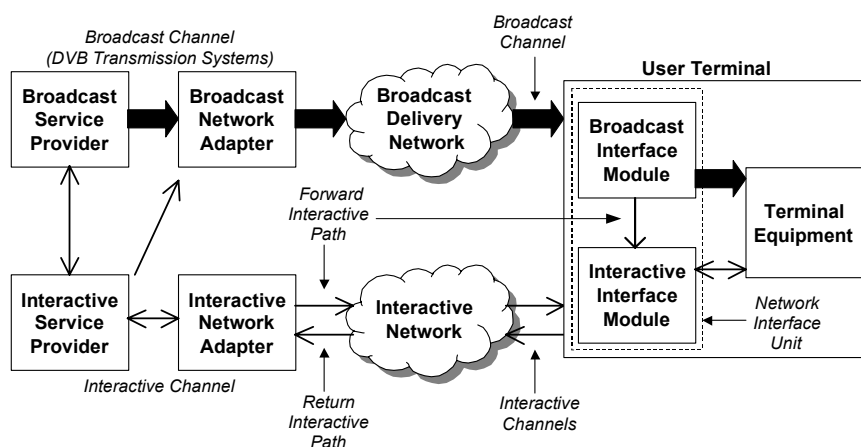 Broadcast Channel
(DVB Transmission Systems)
Broadcast
Channel
User Terminal
Broadcast
Service
Provider
Broadcast
Network
Adapter
Broadcast
Delivery
Network
Broadcast
Interface
Module
Forward
Interactive
Path
Terminal
Equipment
Interactive
Service
Provider
Interactive
Network
Adapter
Interactive
Network
Interactive
Interface
Module
Network
Interface
Unit
Interactive Channel
Return
Interactive
Path
Interactive
Channels